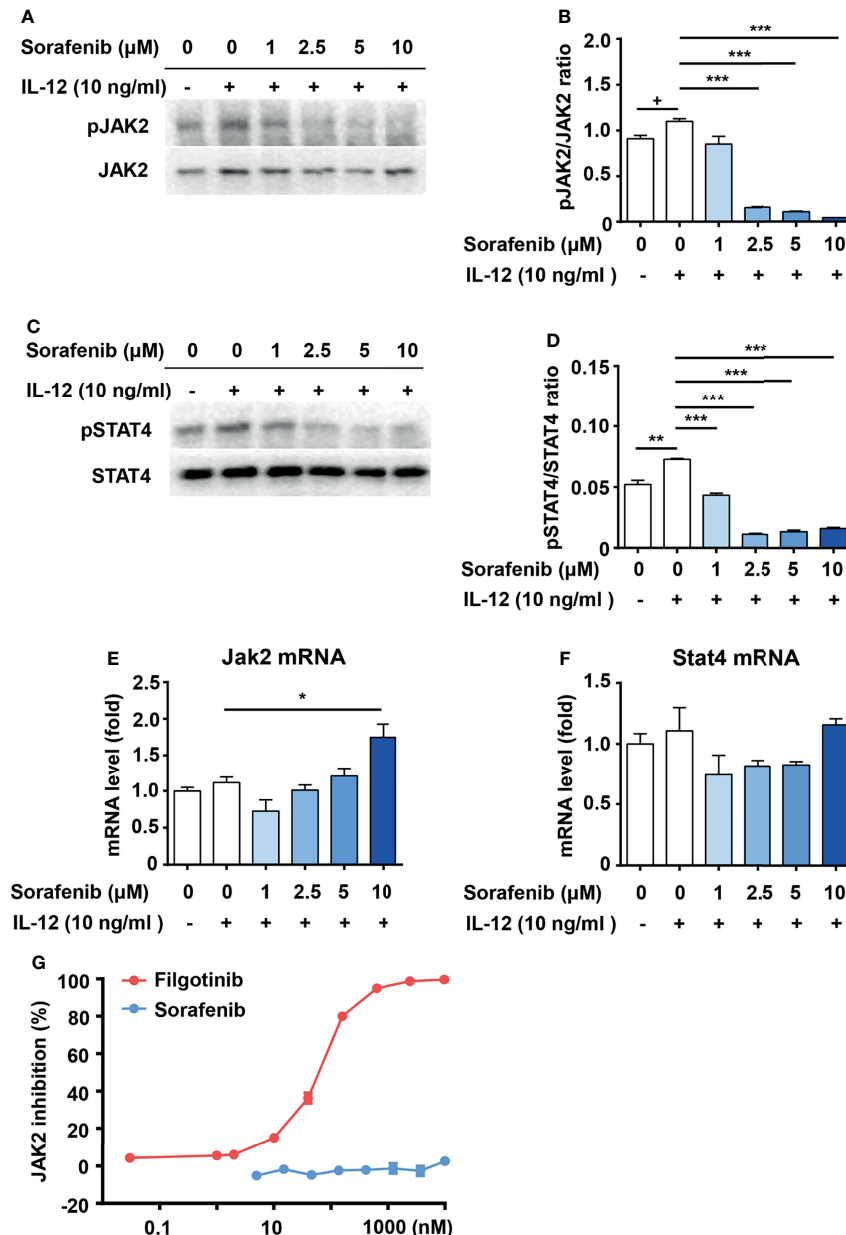 A
Sorafenib (µM) 0 0 1 2.5 5 10
IL-12 (10 ng/ml) - + + + + +
pJAK2
JAK2
B
pJAK2/JAK2 ratio
2.0
1.5
1.0
0.5
0
+
***
***
***
Sorafenib (µM) 0 0 1 2.5 5 10
IL-12 (10 ng/ml ) - + + + + +
C
Sorafenib (µM) 0 0 1 2.5 5 10
IL-12 (10 ng/ml) - + + + + +
pSTAT4
STAT4
D
pSTAT4/STAT4 ratio
0.15
0.10
0.05
0
**
***
***
***
***
Sorafenib (µM) 0 0 1 2.5 5 10
IL-12 (10 ng/ml ) - + + + + +
E
Jak2 mRNA
mRNA level (fold)
2.5
2.0
1.5
1.0
0.5
0
*
Sorafenib (µM) 0 0 1 2.5 5 10
IL-12 (10 ng/ml ) - + + + + +
F
Stat4 mRNA
mRNA level (fold)
1.5
1.0
0.5
0
Sorafenib (µM) 0 0 1 2.5 5 10
IL-12 (10 ng/ml ) - + + + + +
G
JAK2 inhibition (%)
100
80
60
40
20
0
-20
Filgotinib
Sorafenib
0.1 10 1000 (nM)